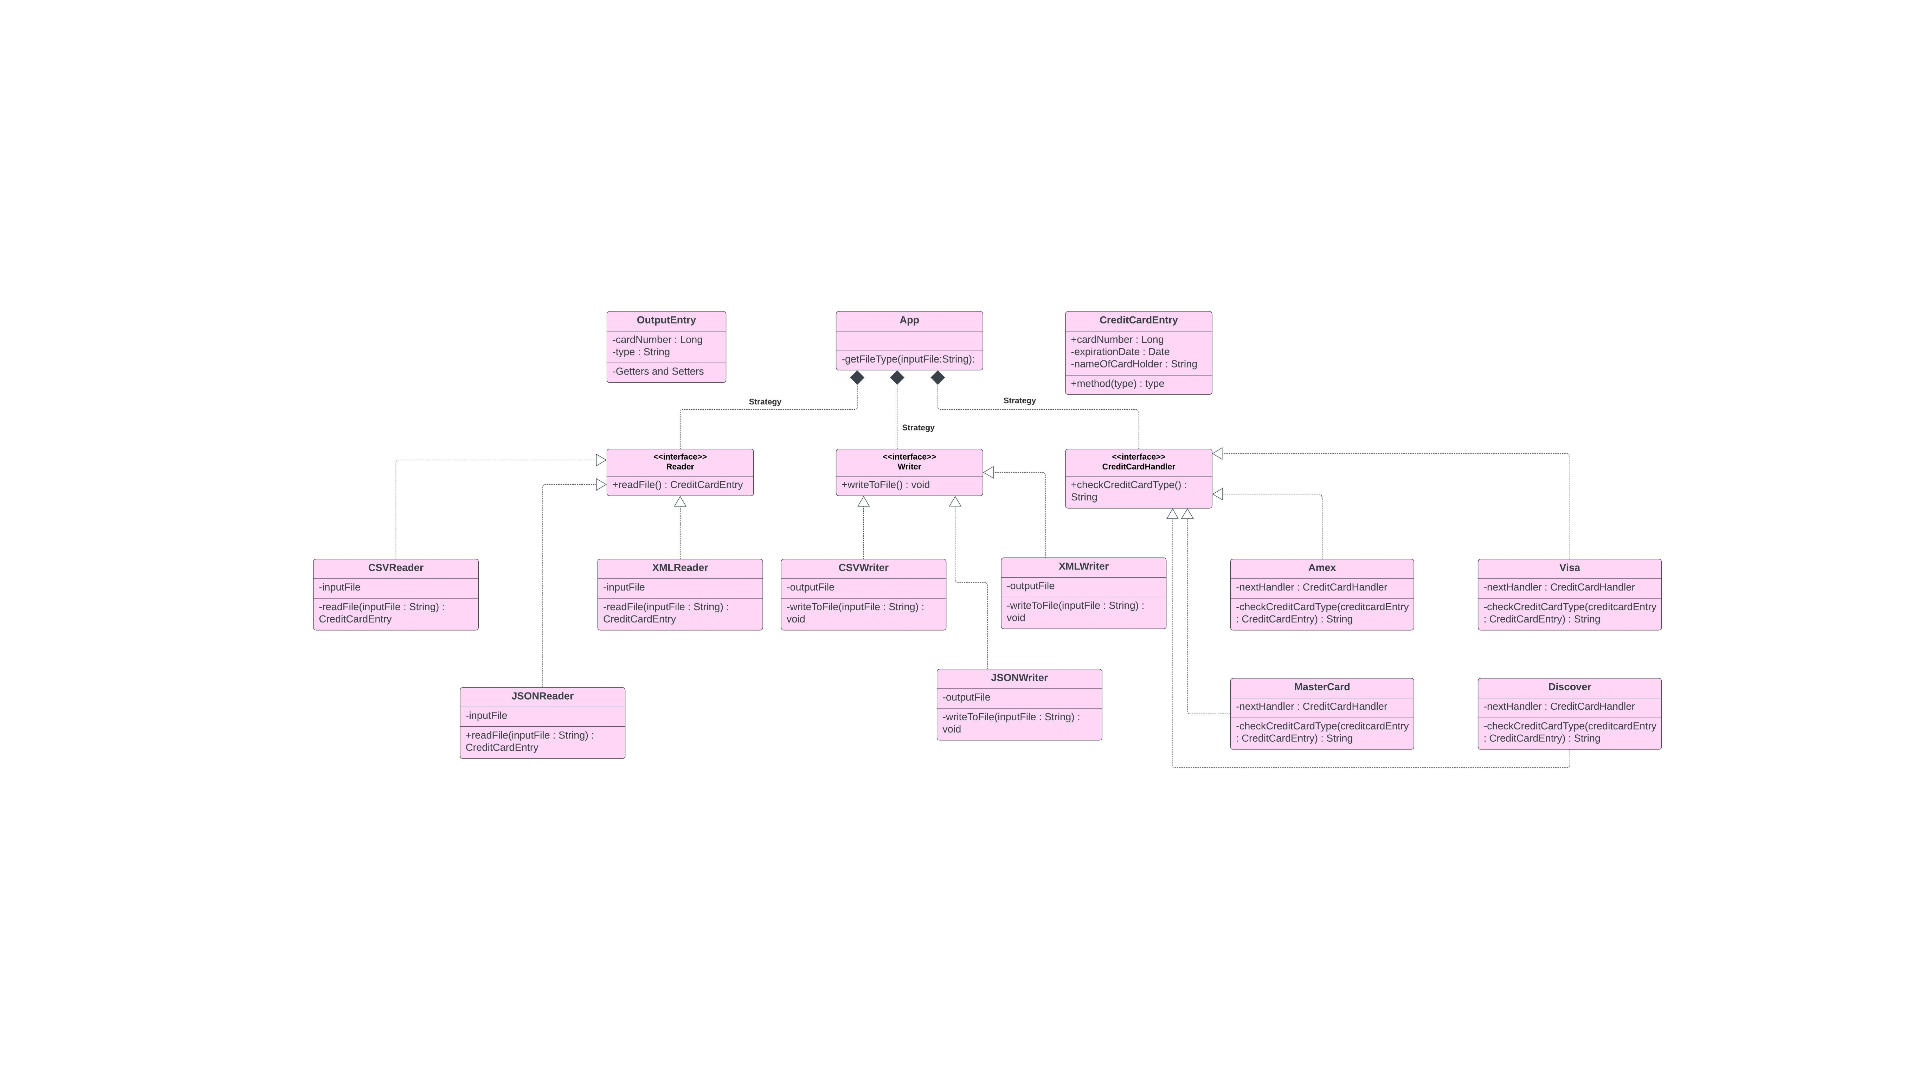 OutputEntry
-cardNumber : Long
-type : String
-Getters and Setters
App
-getFileType(inputFile:String):
CreditCardEntry
+cardNumber : Long
-expirationDate : Date
-nameOfCardHolder : String
+method(type) : type
Strategy
Strategy
Strategy
<<interface>>
Reader
+readFile() : CreditCardEntry
<<interface>>
Writer
+writeToFile() : void
<<interface>>
CreditCardHandler
+checkCreditCardType() :
String
CSVReader
-inputFile
-readFile(inputFile : String) :
CreditCardEntry
XMLReader
-inputFile
-readFile(inputFile : String) :
CreditCardEntry
CSVWriter
-outputFile
-writeToFile(inputFile : String) :
void
XMLWriter
-outputFile
-writeToFile(inputFile : String) :
void
Amex
-nextHandler : CreditCardHandler
-checkCreditCardType(creditcardEntry
: CreditCardEntry) : String
Visa
-nextHandler : CreditCardHandler
-checkCreditCardType(creditcardEntry
: CreditCardEntry) : String
JSONReader
-inputFile
+readFile(inputFile : String) :
CreditCardEntry
JSONWriter
-outputFile
-writeToFile(inputFile : String) :
void
MasterCard
-nextHandler : CreditCardHandler
-checkCreditCardType(creditcardEntry
: CreditCardEntry) : String
Discover
-nextHandler : CreditCardHandler
-checkCreditCardType(creditcardEntry
: CreditCardEntry) : String